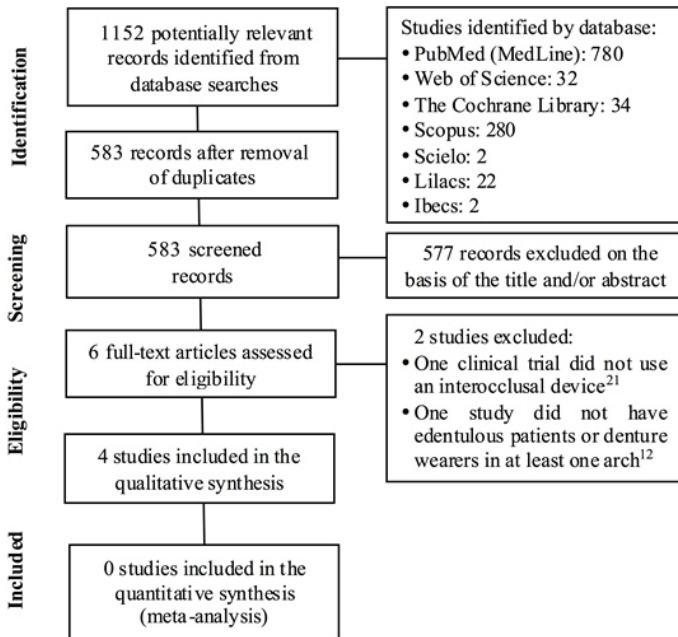 Identification
1152 potentially relevant
records identified from
database searches
Studies identified by database:
• PubMed (MedLine): 780
• Web of Science: 32
• The Cochrane Library: 34
• Scopus: 280
• Scielo: 2
• Lilacs: 22
• Ibecs: 2
583 records after removal
of duplicates
Screening
583 screened
records
577 records excluded on the
basis of the title and/or abstract
Eligibility
6 full-text articles assessed
for eligibility
2 studies excluded:
• One clinical trial did not use
an interocclusal device21
• One study did not have
edentulous patients or denture
wearers in at least one arch12
4 studies included in the
qualitative synthesis
Included
0 studies included in the
quantitative synthesis
(meta-analysis)